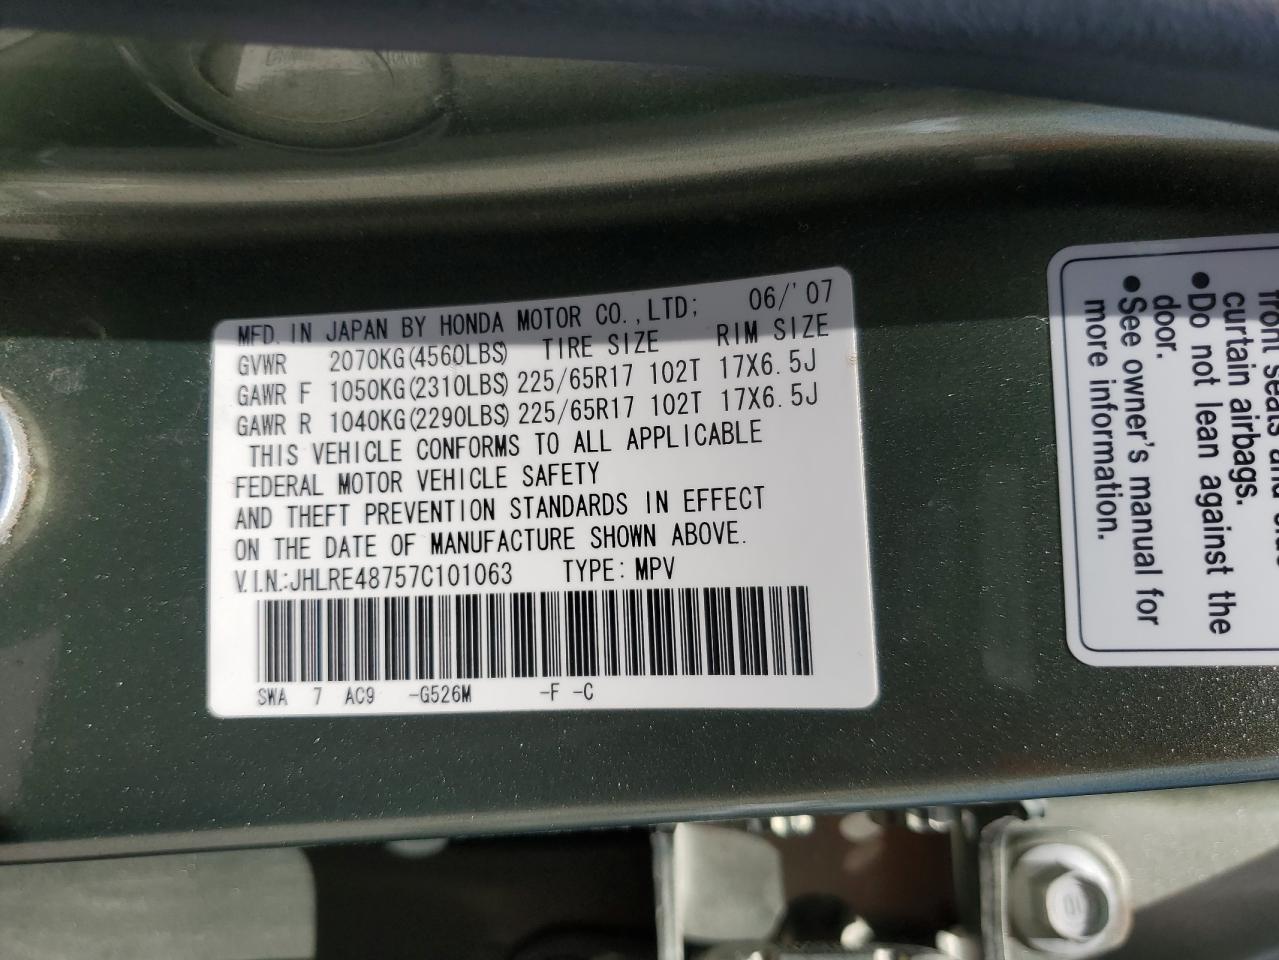 MFD. IN JAPAN BY HONDA MOTOR CO.,LTD; 06/'07
GVWR 2070KG(4560LBS) TIRE SIZE RIM SIZE
GAWR F 1050KG(2310LBS) 225/65R17 102T 17X6.5J
GAWR R 1040KG(2290LBS) 225/65R17 102T 17X6.5J
THIS VEHICLE CONFORMS TO ALL APPLICABLE
FEDERAL MOTOR VEHICLE SAFETY
AND THEFT PREVENTION STANDARDS IN EFFECT
ON THE DATE OF MANUFACTURE SHOWN ABOVE.
V.I.N.:JHLRE48757C101063 TYPE: MPV
SWA 7 AC9 -G526M -F -C
front seats and
curtain airbags.
● Do not lean against the
door.
● See owner's manual for
more information.